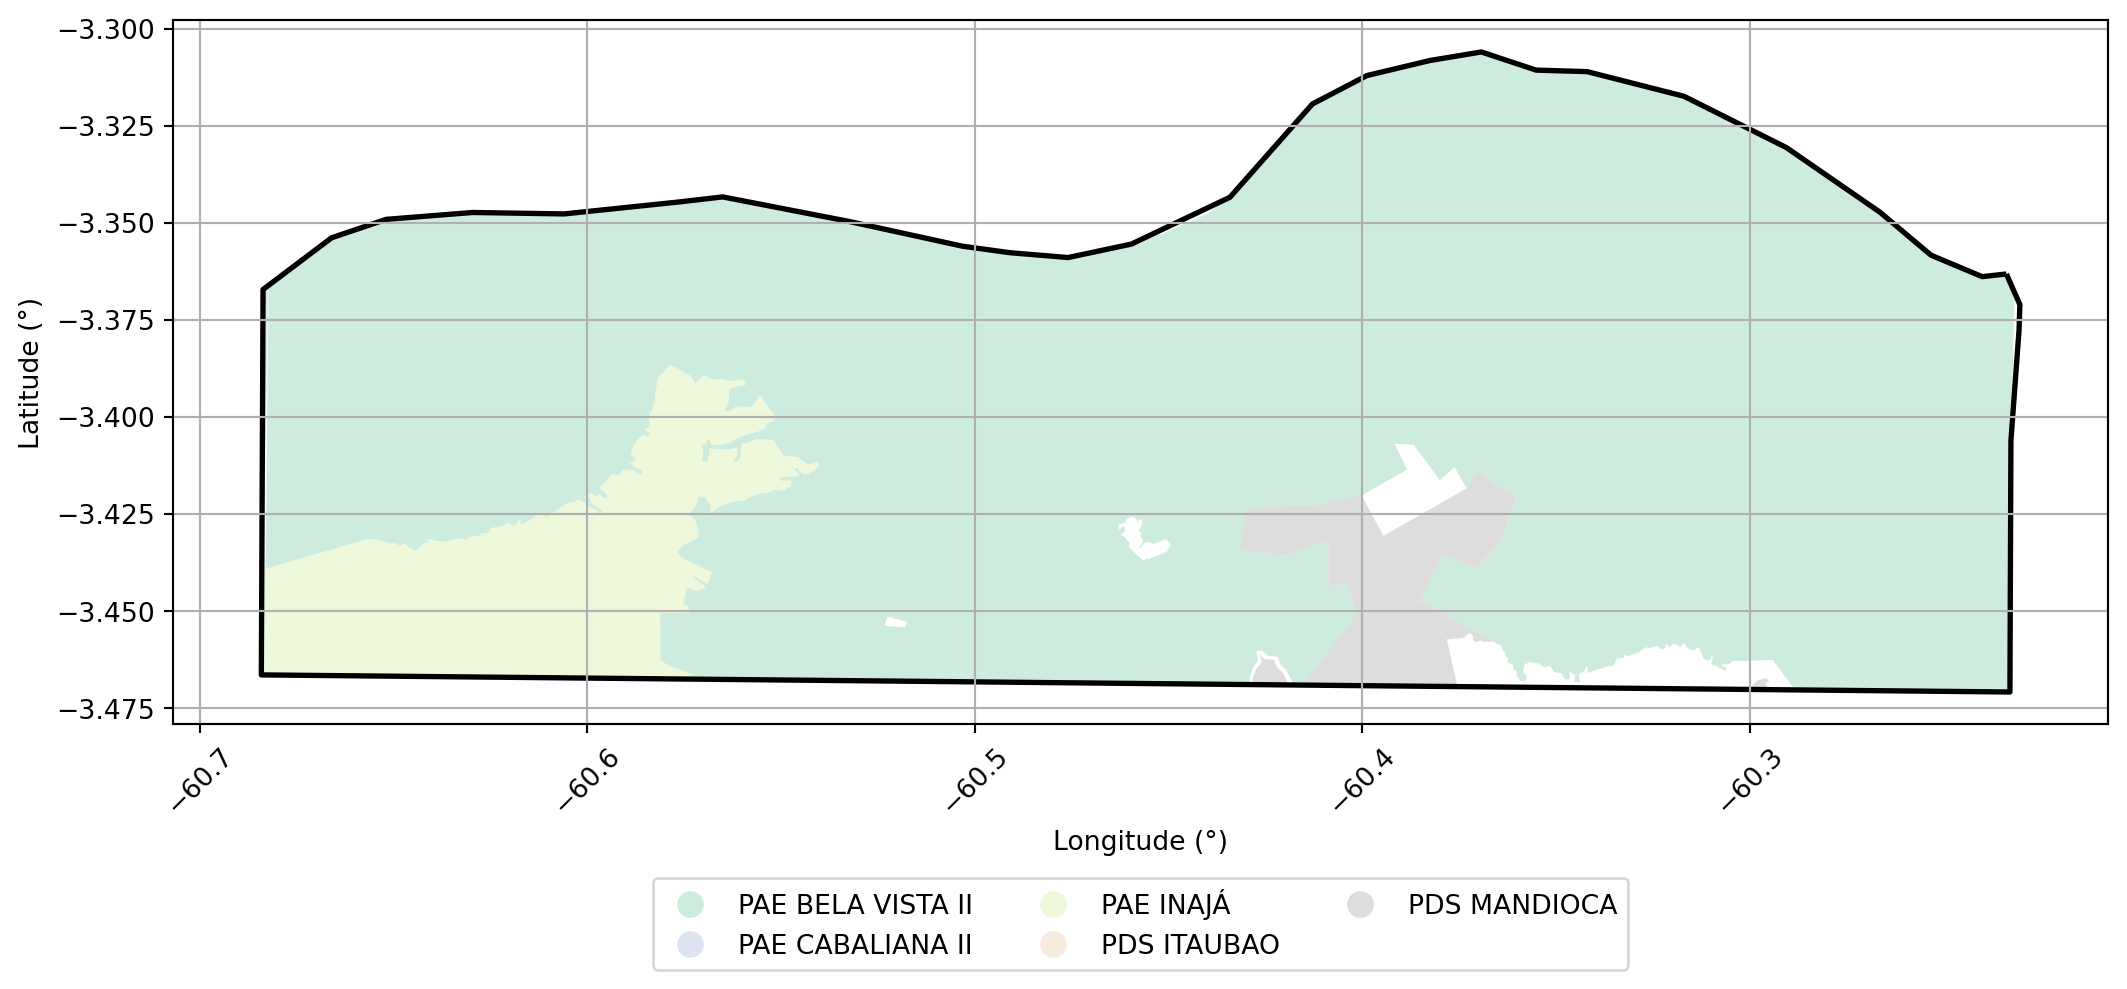 −3.300
−3.325
−3.350
−3.375
−3.400
−3.425
−3.450
−3.475
Latitude (°)
−60.7
−60.6
−60.5
−60.4
−60.3
Longitude (°)
PAE BELA VISTA II
PAE CABALIANA II
PAE INAJÁ
PDS ITAUBAO
PDS MANDIOCA